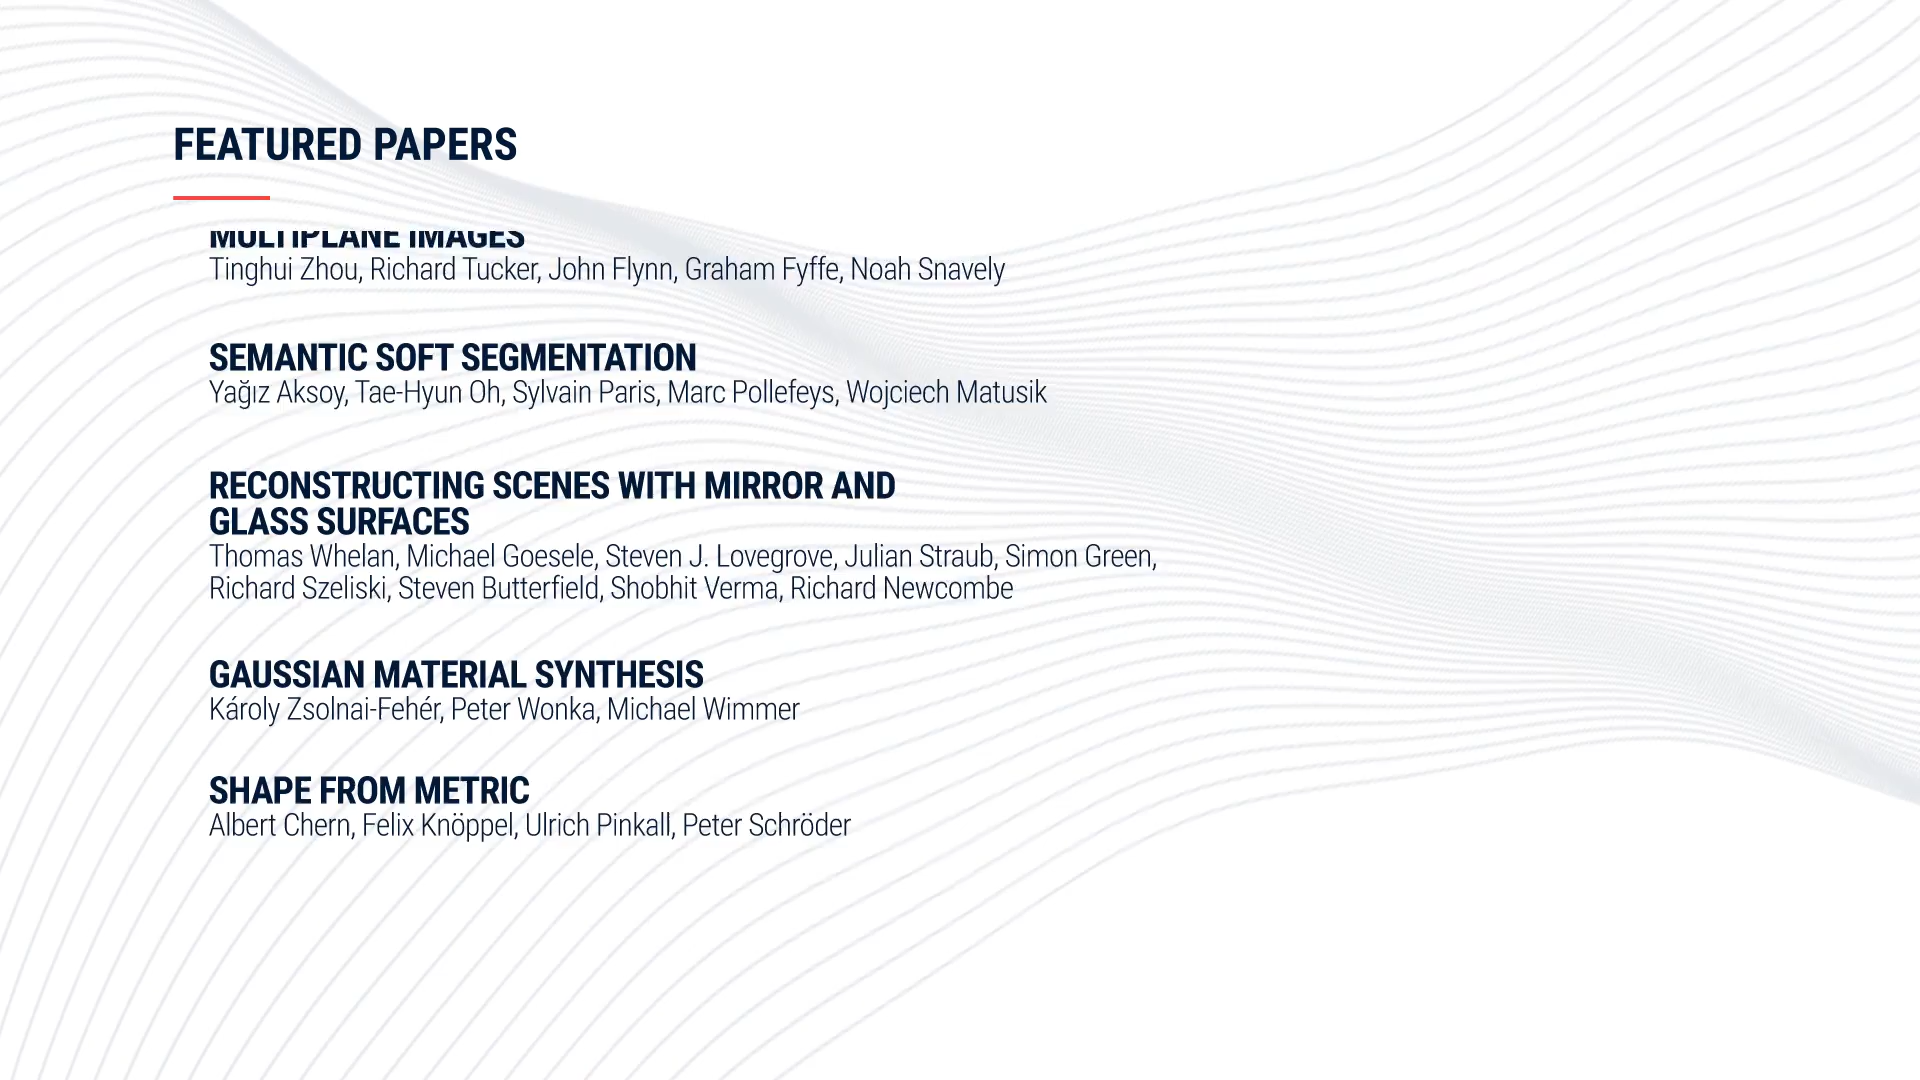 FEATURED PAPERS
MULTIPLANE IMAGES
Tinghui Zhou, Richard Tucker, John Flynn, Graham Fyffe, Noah Snavely
SEMANTIC SOFT SEGMENTATION
Yağız Aksoy, Tae-Hyun Oh, Sylvain Paris, Marc Pollefeys, Wojciech Matusik
RECONSTRUCTING SCENES WITH MIRROR AND
GLASS SURFACES
Thomas Whelan, Michael Goesele, Steven J. Lovegrove, Julian Straub, Simon Green,
Richard Szeliski, Steven Butterfield, Shobhit Verma, Richard Newcombe
GAUSSIAN MATERIAL SYNTHESIS
Károly Zsolnai-Fehér, Peter Wonka, Michael Wimmer
SHAPE FROM METRIC
Albert Chern, Felix Knöppel, Ulrich Pinkall, Peter Schröder